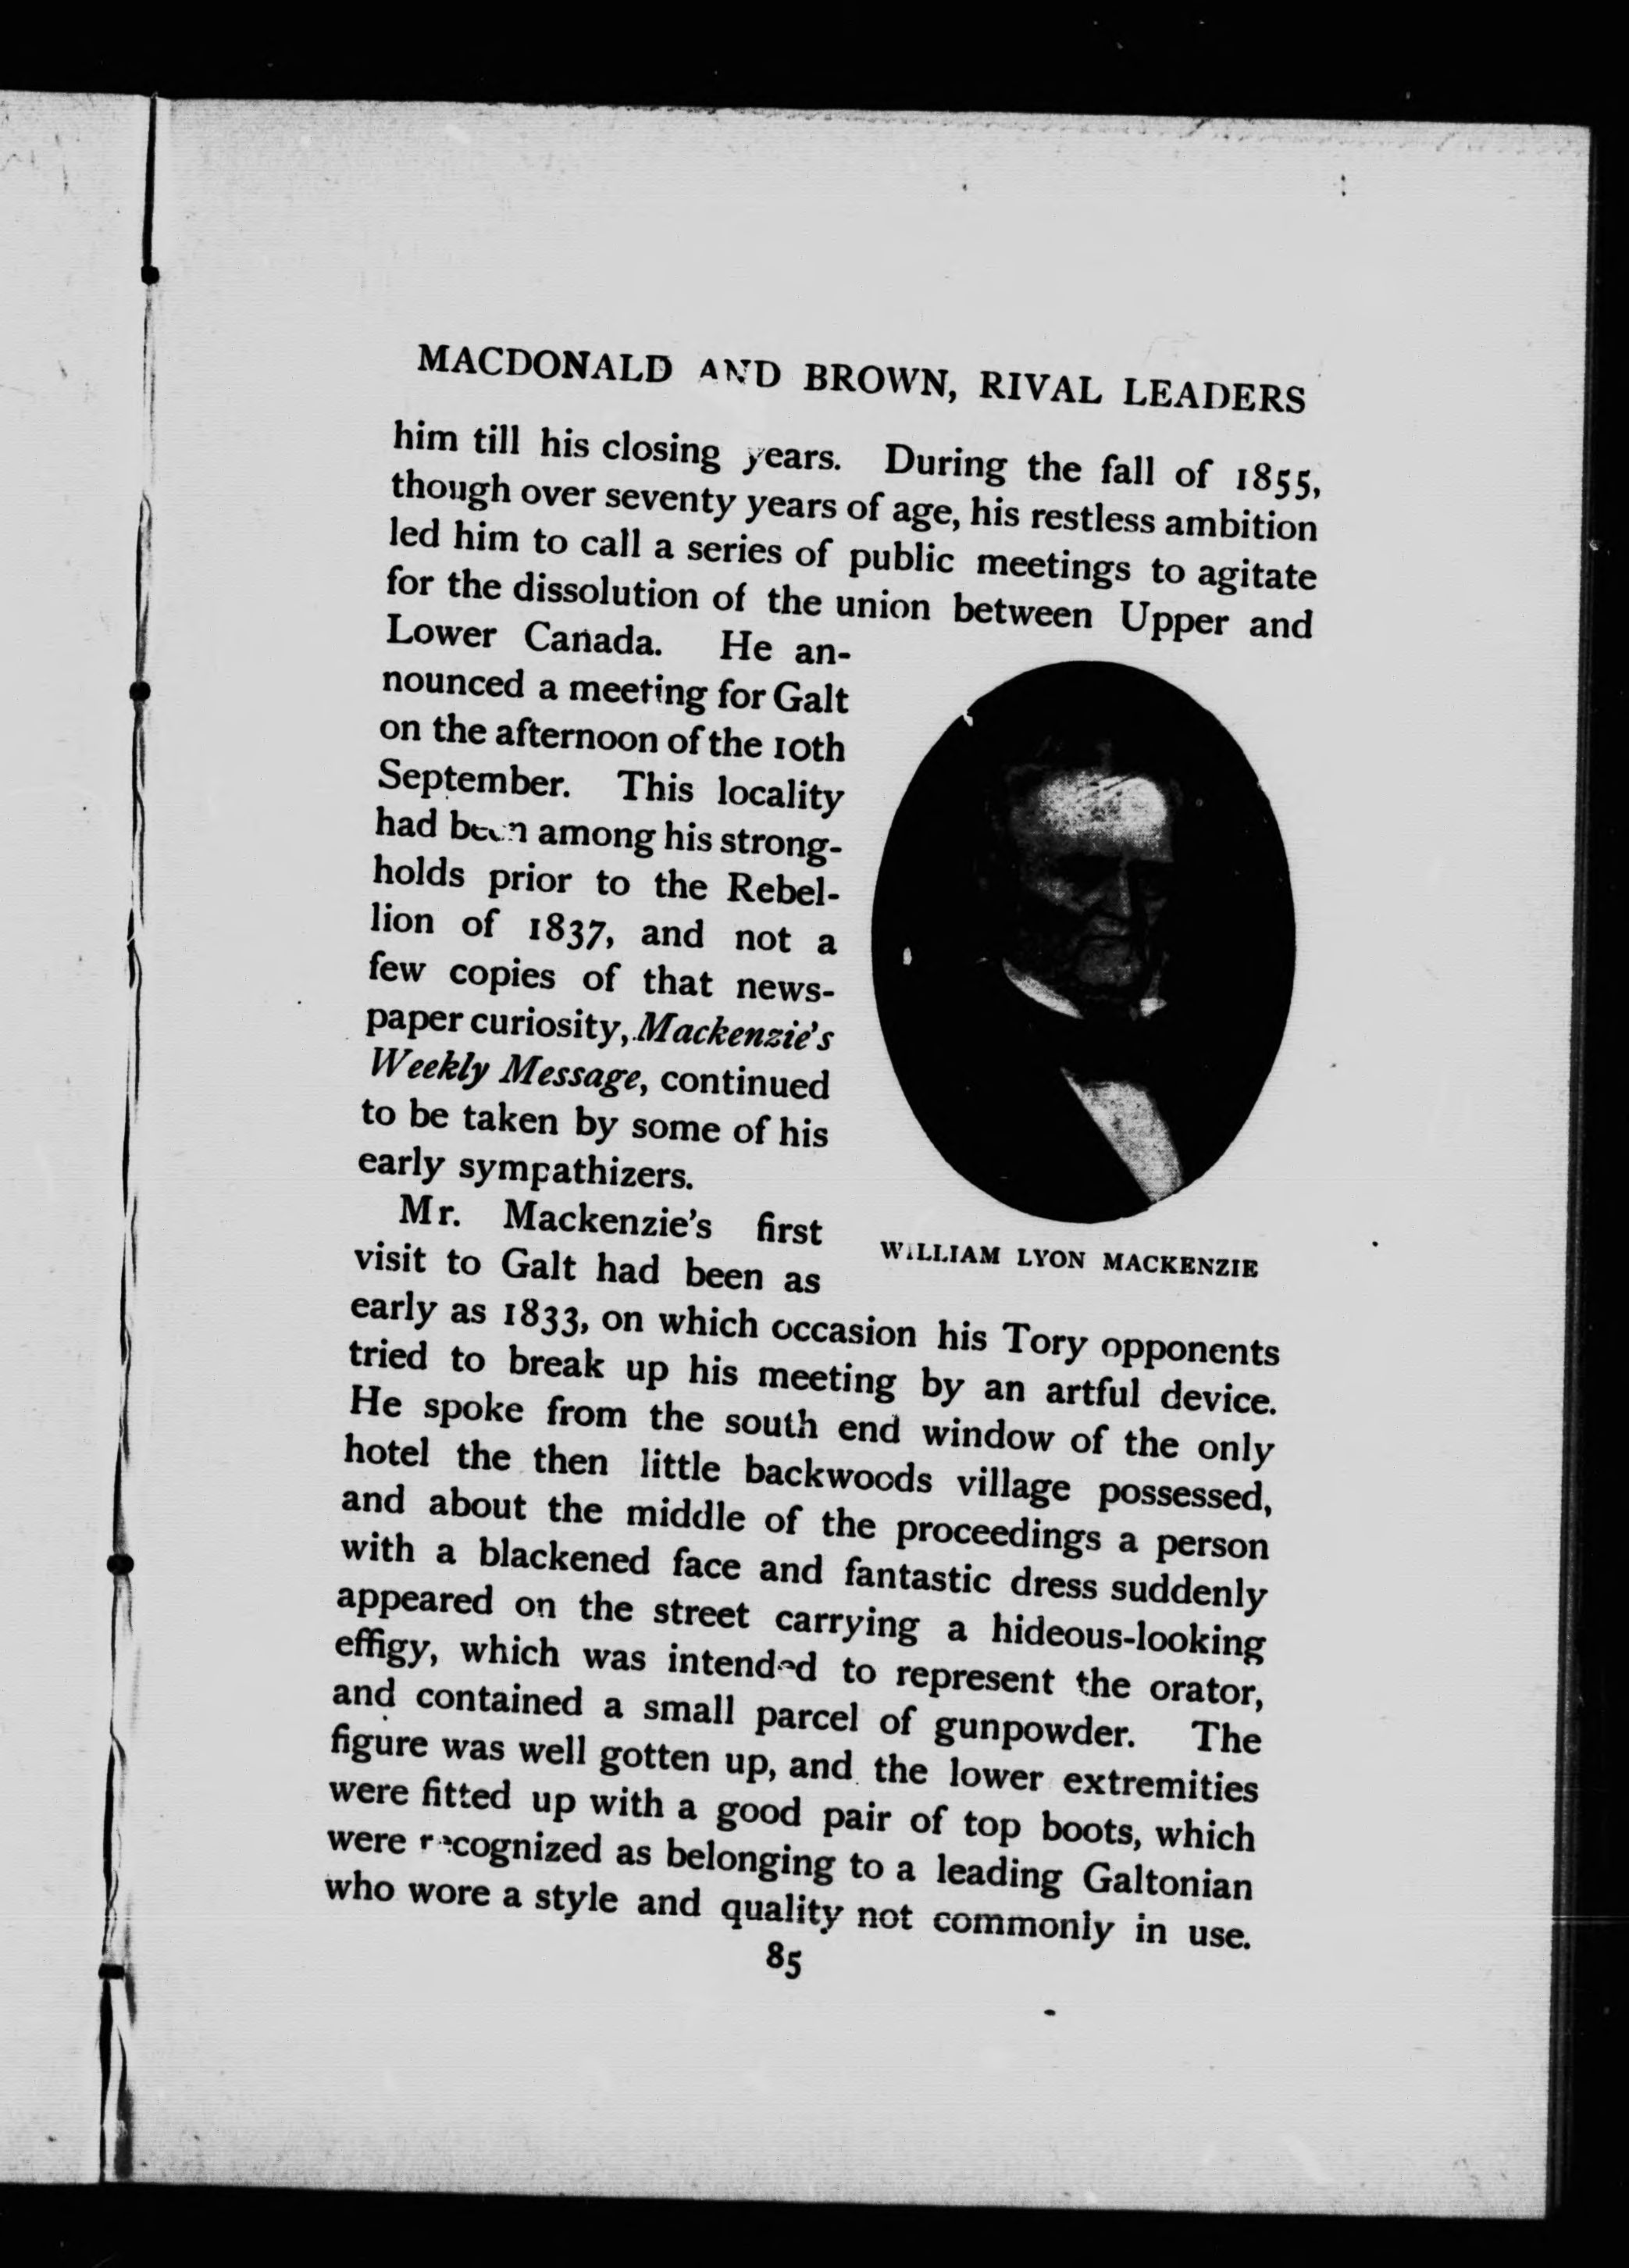 MACDONALD AND BROWN, RIVAL LEADERS
him till his closing years. During the fall of 1855,
though over seventy years of age, his restless ambition
led him to call a series of public meetings to agitate
for the dissolution of the union between Upper and
Lower Canada. He an-
nounced a meeting for Galt
on the afternoon of the 10th
September. This locality
had been among his strong-
holds prior to the Rebel-
lion of 1837, and not a
few copies of that news-
paper curiosity, Mackenzie's
Weekly Message, continued
to be taken by some of his
early sympathizers.
Mr. Mackenzie's first
visit to Galt had been as
WILLIAM LYON MACKENZIE
early as 1833, on which occasion his Tory opponents
tried to break up his meeting by an artful device.
He spoke from the south end window of the only
hotel the then little backwoods village possessed,
and about the middle of the proceedings a person
with a blackened face and fantastic dress suddenly
appeared on the street carrying a hideous-looking
effigy, which was intended to represent the orator,
and contained a small parcel of gunpowder. The
figure was well gotten up, and the lower extremities
were fitted up with a good pair of top boots, which
were recognized as belonging to a leading Galtonian
who wore a style and quality not commonly in use.
85